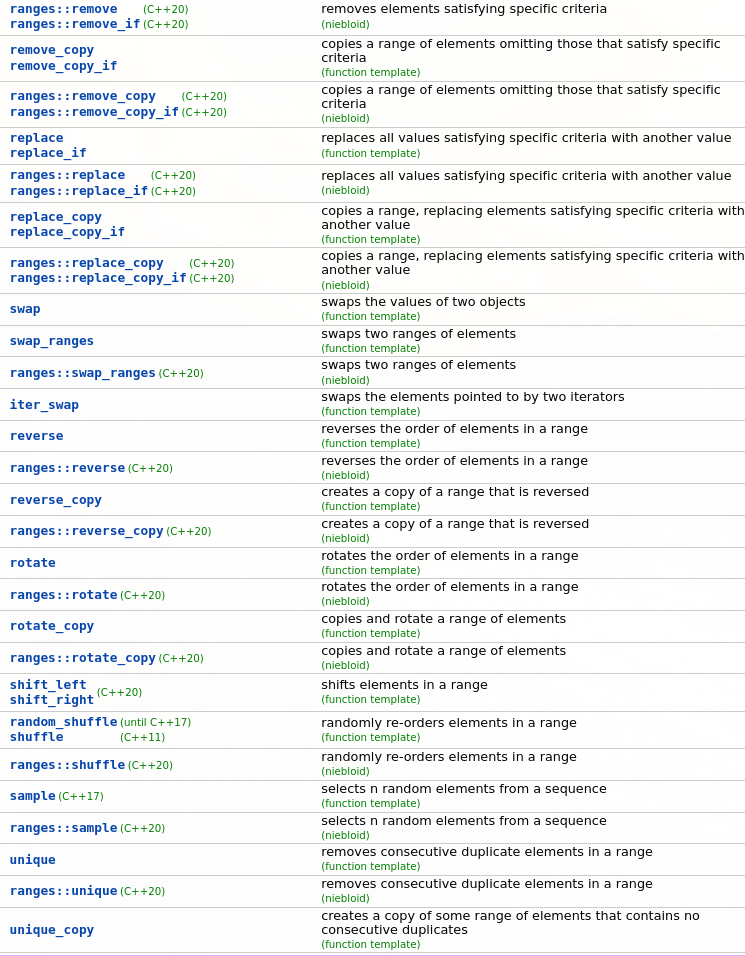 ranges::remove (C++20) removes elements satisfying specific criteria
ranges::remove_if (C++20) (niebloid)
remove_copy
remove_copy_if
copies a range of elements omitting those that satisfy specific
criteria
(function template)
ranges::remove_copy (C++20)
ranges::remove_copy_if (C++20)
copies a range of elements omitting those that satisfy specific
criteria
(niebloid)
replace
replace_if
replaces all values satisfying specific criteria with another value
(function template)
ranges::replace (C++20)
ranges::replace_if (C++20)
replaces all values satisfying specific criteria with another value
(niebloid)
replace_copy
replace_copy_if
copies a range, replacing elements satisfying specific criteria with
another value
(function template)
ranges::replace_copy (C++20)
ranges::replace_copy_if (C++20)
copies a range, replacing elements satisfying specific criteria with
another value
(niebloid)
swap
swaps the values of two objects
(function template)
swap_ranges
swaps two ranges of elements
(function template)
ranges::swap_ranges (C++20)
swaps two ranges of elements
(niebloid)
iter_swap
swaps the elements pointed to by two iterators
(function template)
reverse
reverses the order of elements in a range
(function template)
ranges::reverse (C++20)
reverses the order of elements in a range
(niebloid)
reverse_copy
creates a copy of a range that is reversed
(function template)
ranges::reverse_copy (C++20)
creates a copy of a range that is reversed
(niebloid)
rotate
rotates the order of elements in a range
(function template)
ranges::rotate (C++20)
rotates the order of elements in a range
(niebloid)
rotate_copy
copies and rotate a range of elements
(function template)
ranges::rotate_copy (C++20)
copies and rotate a range of elements
(niebloid)
shift_left
shift_right
(C++20)
shifts elements in a range
(function template)
random_shuffle (until C++17)
shuffle (C++11)
randomly re-orders elements in a range
(function template)
ranges::shuffle (C++20)
randomly re-orders elements in a range
(niebloid)
sample (C++17)
selects n random elements from a sequence
(function template)
ranges::sample (C++20)
selects n random elements from a sequence
(niebloid)
unique
removes consecutive duplicate elements in a range
(function template)
ranges::unique (C++20)
removes consecutive duplicate elements in a range
(niebloid)
unique_copy
creates a copy of some range of elements that contains no
consecutive duplicates
(function template)